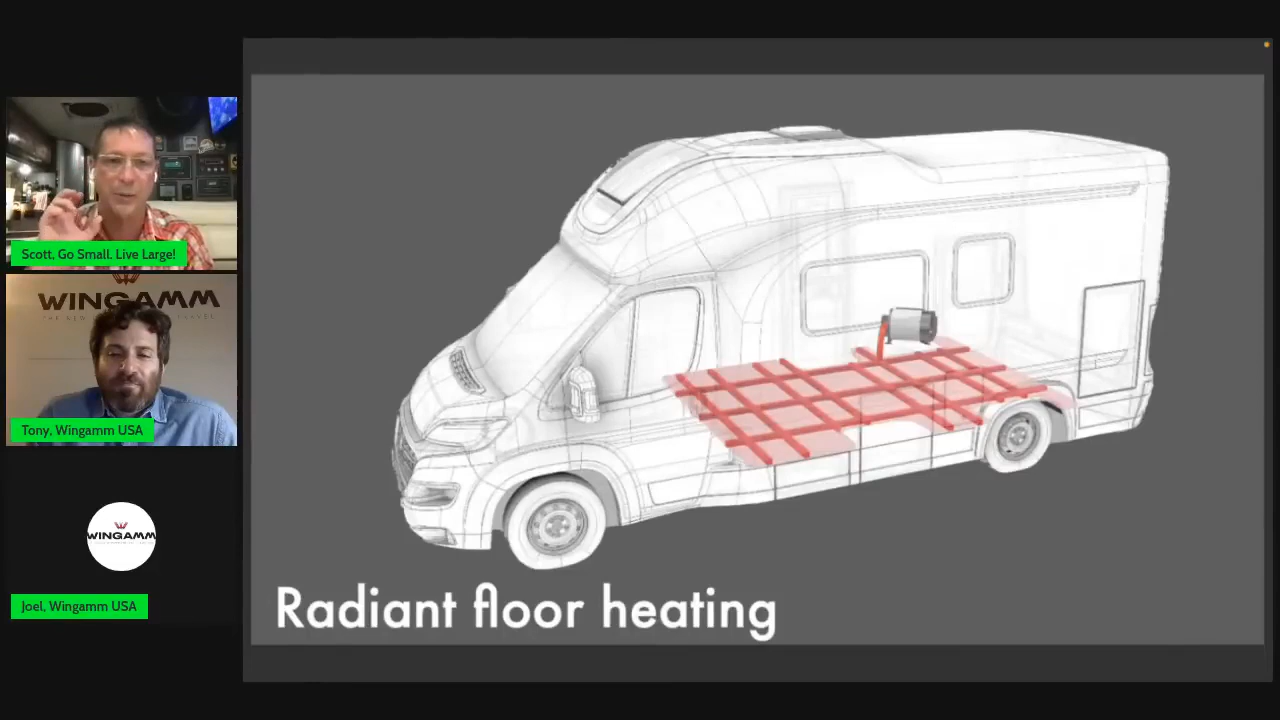 Scott, Go Small. Live Large!
WINGAMM
Tony, Wingamm USA
WINGAMM
Joel, Wingamm USA
Radiant floor heating